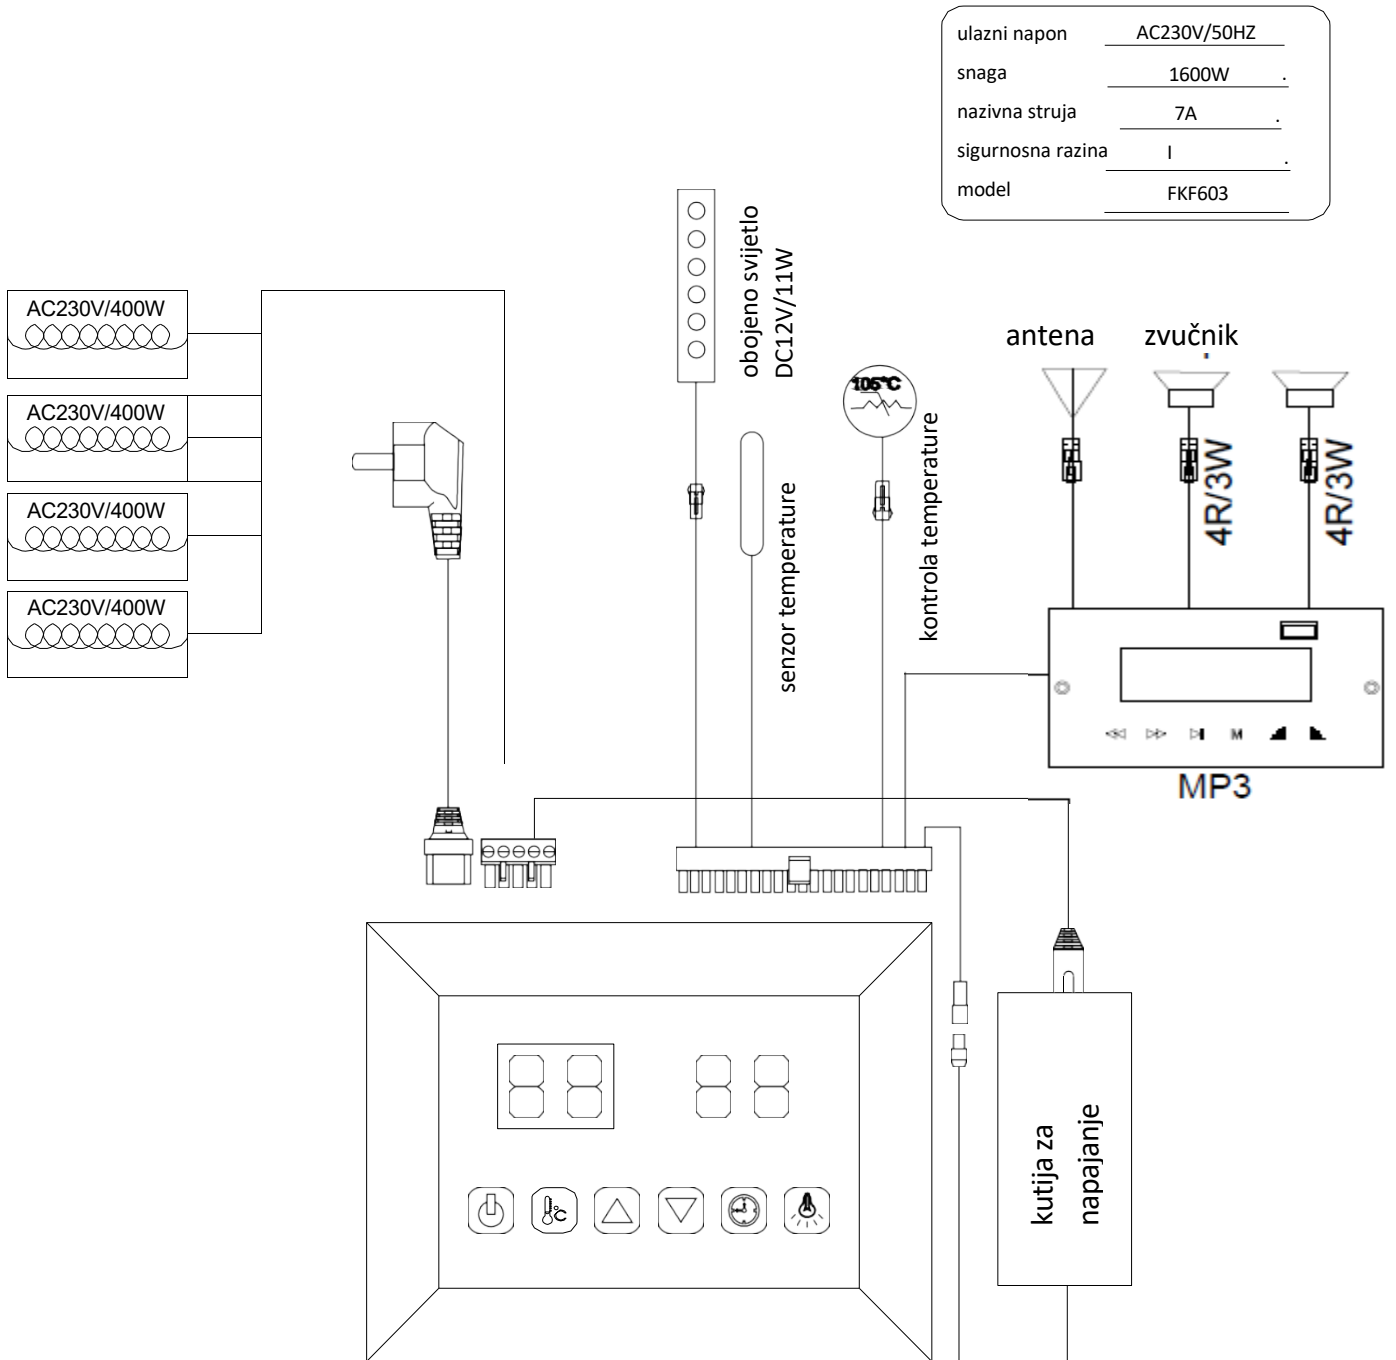 ulazni napon AC230V/50HZ
snaga 1600W .
nazivna struja 7A .
sigurnosna razina I .
model FKF603
AC230V/400W
AC230V/400W
AC230V/400W
AC230V/400W
obojeno svijetlo
DC12V/11W
senzor temperature
105°C
kontrola temperature
antena zvučnik
4R/3W
4R/3W
M
MP3
°C
kutija za
napajanje